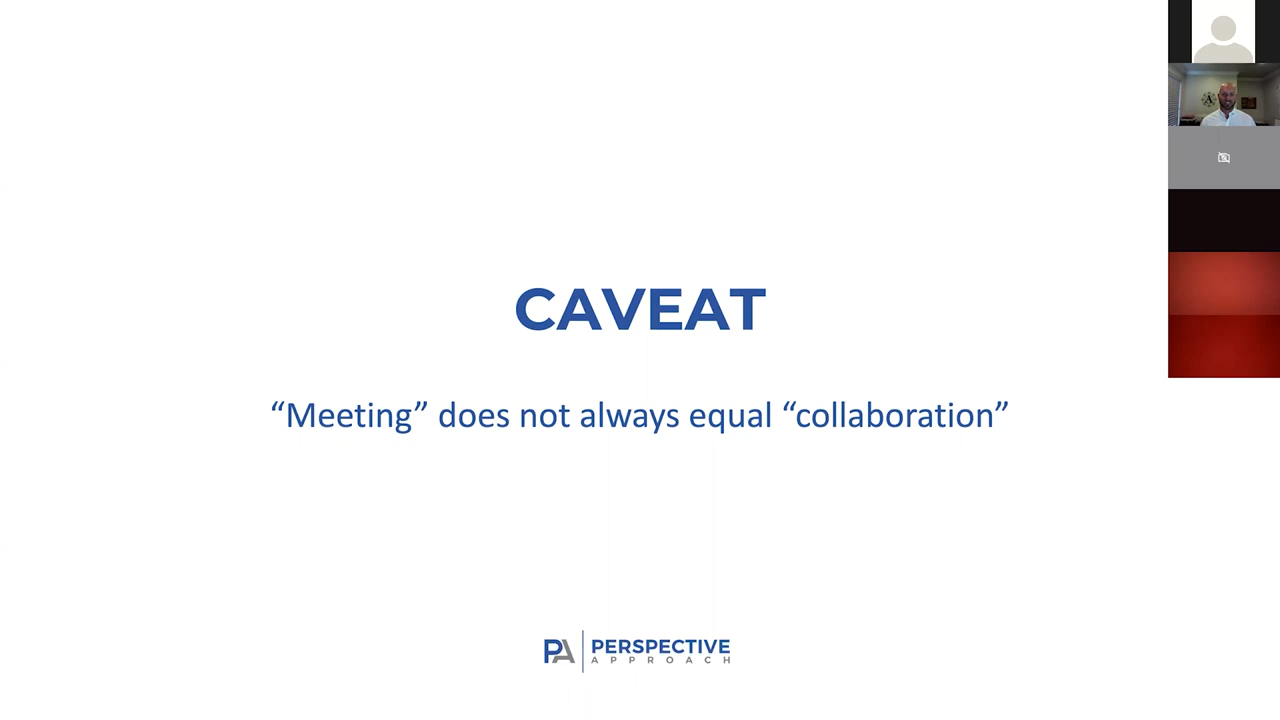 CAVEAT
“Meeting” does not always equal “collaboration”
PA PERSPECTIVE
APPROACH